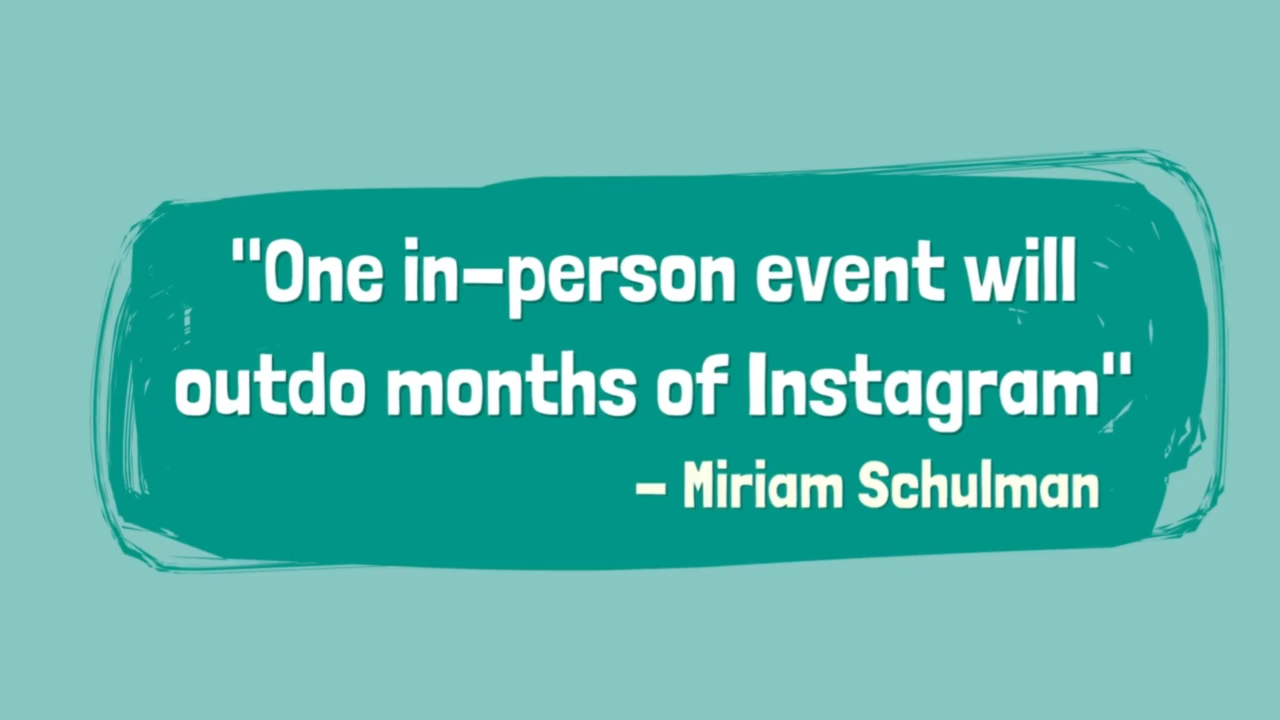 "One in-person event will
outdo months of Instagram"
- Miriam Schulman